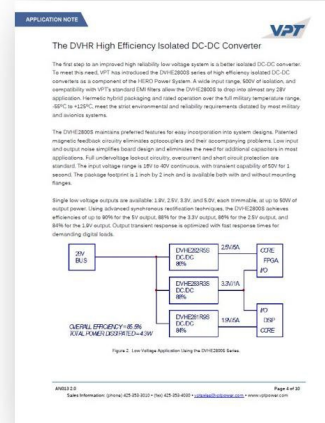 APPLICATION NOTE
VPT
The DVHR High Efficiency Isolated DC-DC Converter
The first step to an improved high reliability low voltage system is a better isolated DC-DC converter.
To meet this need, VPT has introduced the DVHE2800S series of high efficiency isolated DC-DC
converters as a component of the HERO Power System. A wide input range, 500V of isolation, and
compatibility with VPT's standard EMI filters allow the DVHE2800S to drop into almost any 28V
application. Hermetic hybrid packaging and rated operation over the full military temperature range,
-55°C to +125°C, meet the strict environmental and reliability requirements dictated by most military
and avionics systems.
The DVHE2800S maintains preferred features for easy incorporation into system designs. Patented
magnetic feedback circuitry eliminates optocouplers and their accompanying problems. Low input
and output noise simplifies board design and eliminates the need for additional capacitors in most
applications. Full undervoltage lockout circuitry, overcurrent and short circuit protection are
standard. The input voltage range is 16V to 40V continuous, with transient capability of 50V for 1
second. The package footprint is 1 inch by 2 inch and is available both with and without mounting
flanges.
Single low voltage outputs are available: 1.9V, 2.5V, 3.3V, and 5.0V, each trimmable, at up to 50W of
output power. Using advanced synchronous rectification techniques, the DVHE2800S achieves
efficiencies of up to 90% for the 5V output, 88% for the 3.3V output, 86% for the 2.5V output, and
84% for the 1.9V output. Output transient response is optimized with fast response times for
demanding digital loads.
28V
BUS
DVHE282R5S
DC/DC
86%
2.5V/5A
CORE
FPGA
I/O
DVHE283R3S
DC/DC
88%
3.3V/1A
I/O
DSP
CORE
DVHE281R9S
DC/DC
86%
1.9V/5A
OVERALL EFFICIENCY = 85.5%
TOTAL POWER DISSIPATED = 4.3W
Figure 2. Low Voltage Application Using the DVHE2800S Series.
AN013 2.0
Page 4 of 10
Sales Information: (phone) 425-353-3010 • (fax) 425-353-4030 • vptsales@vptpower.com • www.vptpower.com